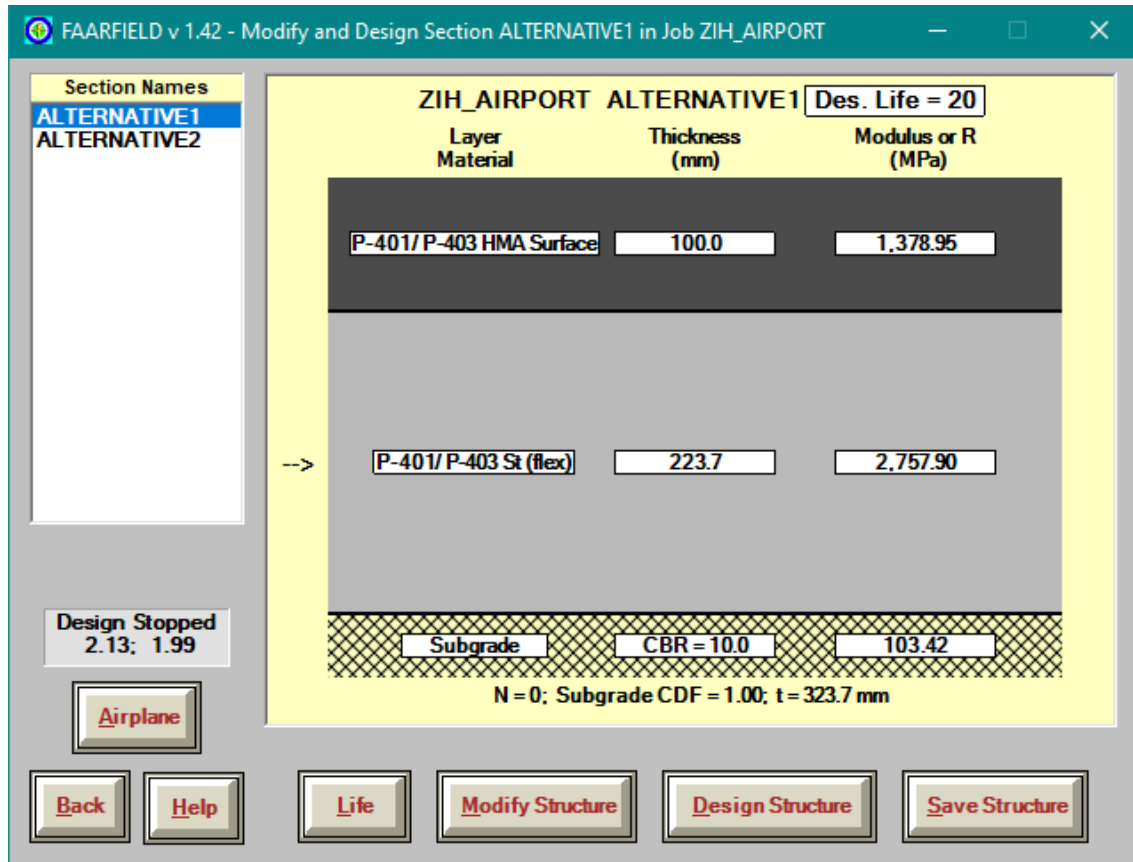 FAARFIELD v 1.42 - Modify and Design Section ALTERNATIVE1 in Job ZIH_AIRPORT
Section Names
ALTERNATIVE1
ALTERNATIVE2
ZIH_AIRPORT ALTERNATIVE1 Des. Life = 20
Layer Material Thickness (mm) Modulus or R (MPa)
P-401/ P-403 HMA Surface 100.0 1,378.95
--> P-401/ P-403 St (flex) 223.7 2,757.90
Subgrade CBR = 10.0 103.42
N = 0; Subgrade CDF = 1.00; t = 323.7 mm
Design Stopped
2.13; 1.99
Airplane
Back Help Life Modify Structure Design Structure Save Structure